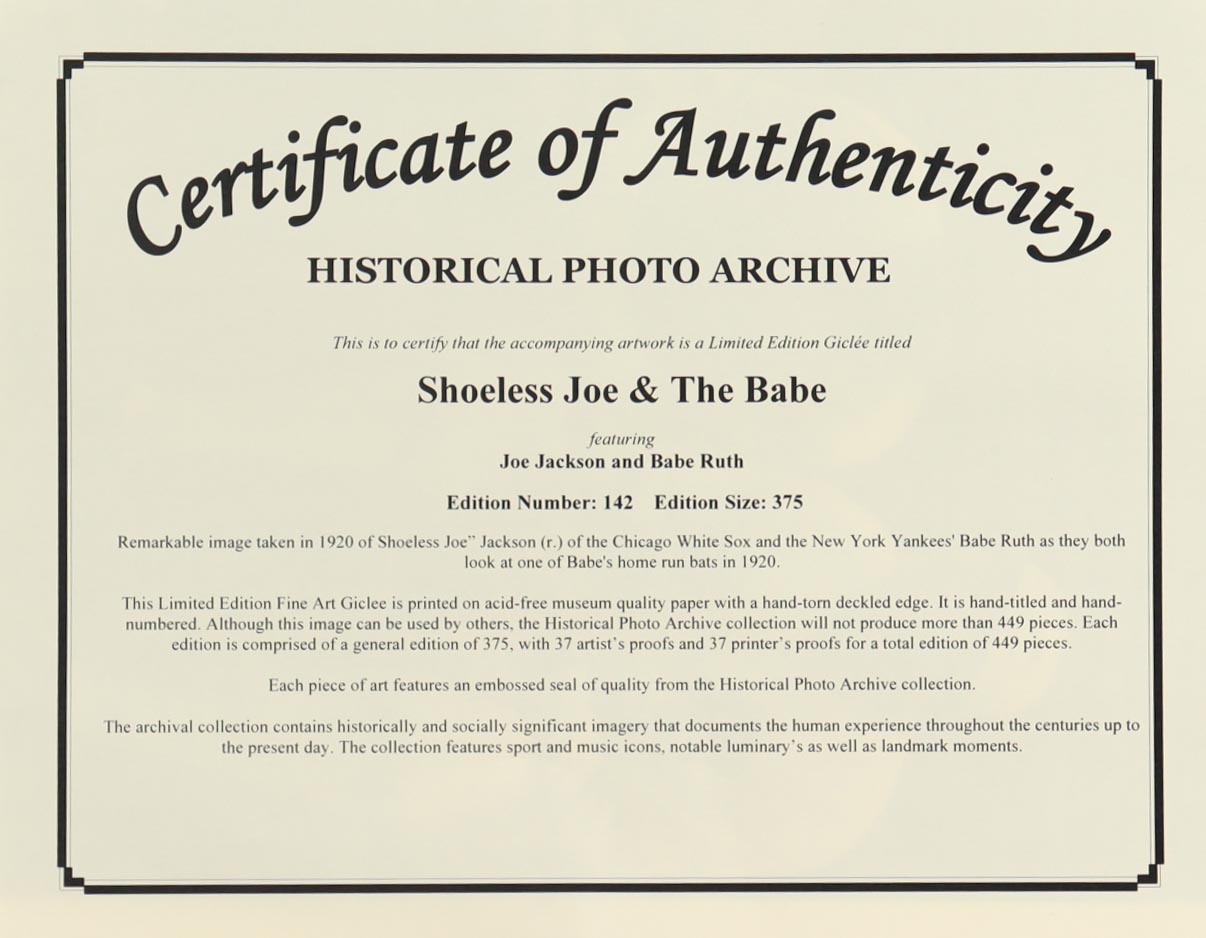 Certificate of Authenticity
HISTORICAL PHOTO ARCHIVE
This is to certify that the accompanying artwork is a Limited Edition Giclée titled
Shoeless Joe & The Babe
featuring
Joe Jackson and Babe Ruth
Edition Number: 142 Edition Size: 375
Remarkable image taken in 1920 of Shoeless Joe” Jackson (r.) of the Chicago White Sox and the New York Yankees' Babe Ruth as they both
look at one of Babe's home run bats in 1920.
This Limited Edition Fine Art Giclee is printed on acid-free museum quality paper with a hand-torn deckled edge. It is hand-titled and hand-
numbered. Although this image can be used by others, the Historical Photo Archive collection will not produce more than 449 pieces. Each
edition is comprised of a general edition of 375, with 37 artist’s proofs and 37 printer’s proofs for a total edition of 449 pieces.
Each piece of art features an embossed seal of quality from the Historical Photo Archive collection.
The archival collection contains historically and socially significant imagery that documents the human experience throughout the centuries up to
the present day. The collection features sport and music icons, notable luminary’s as well as landmark moments.